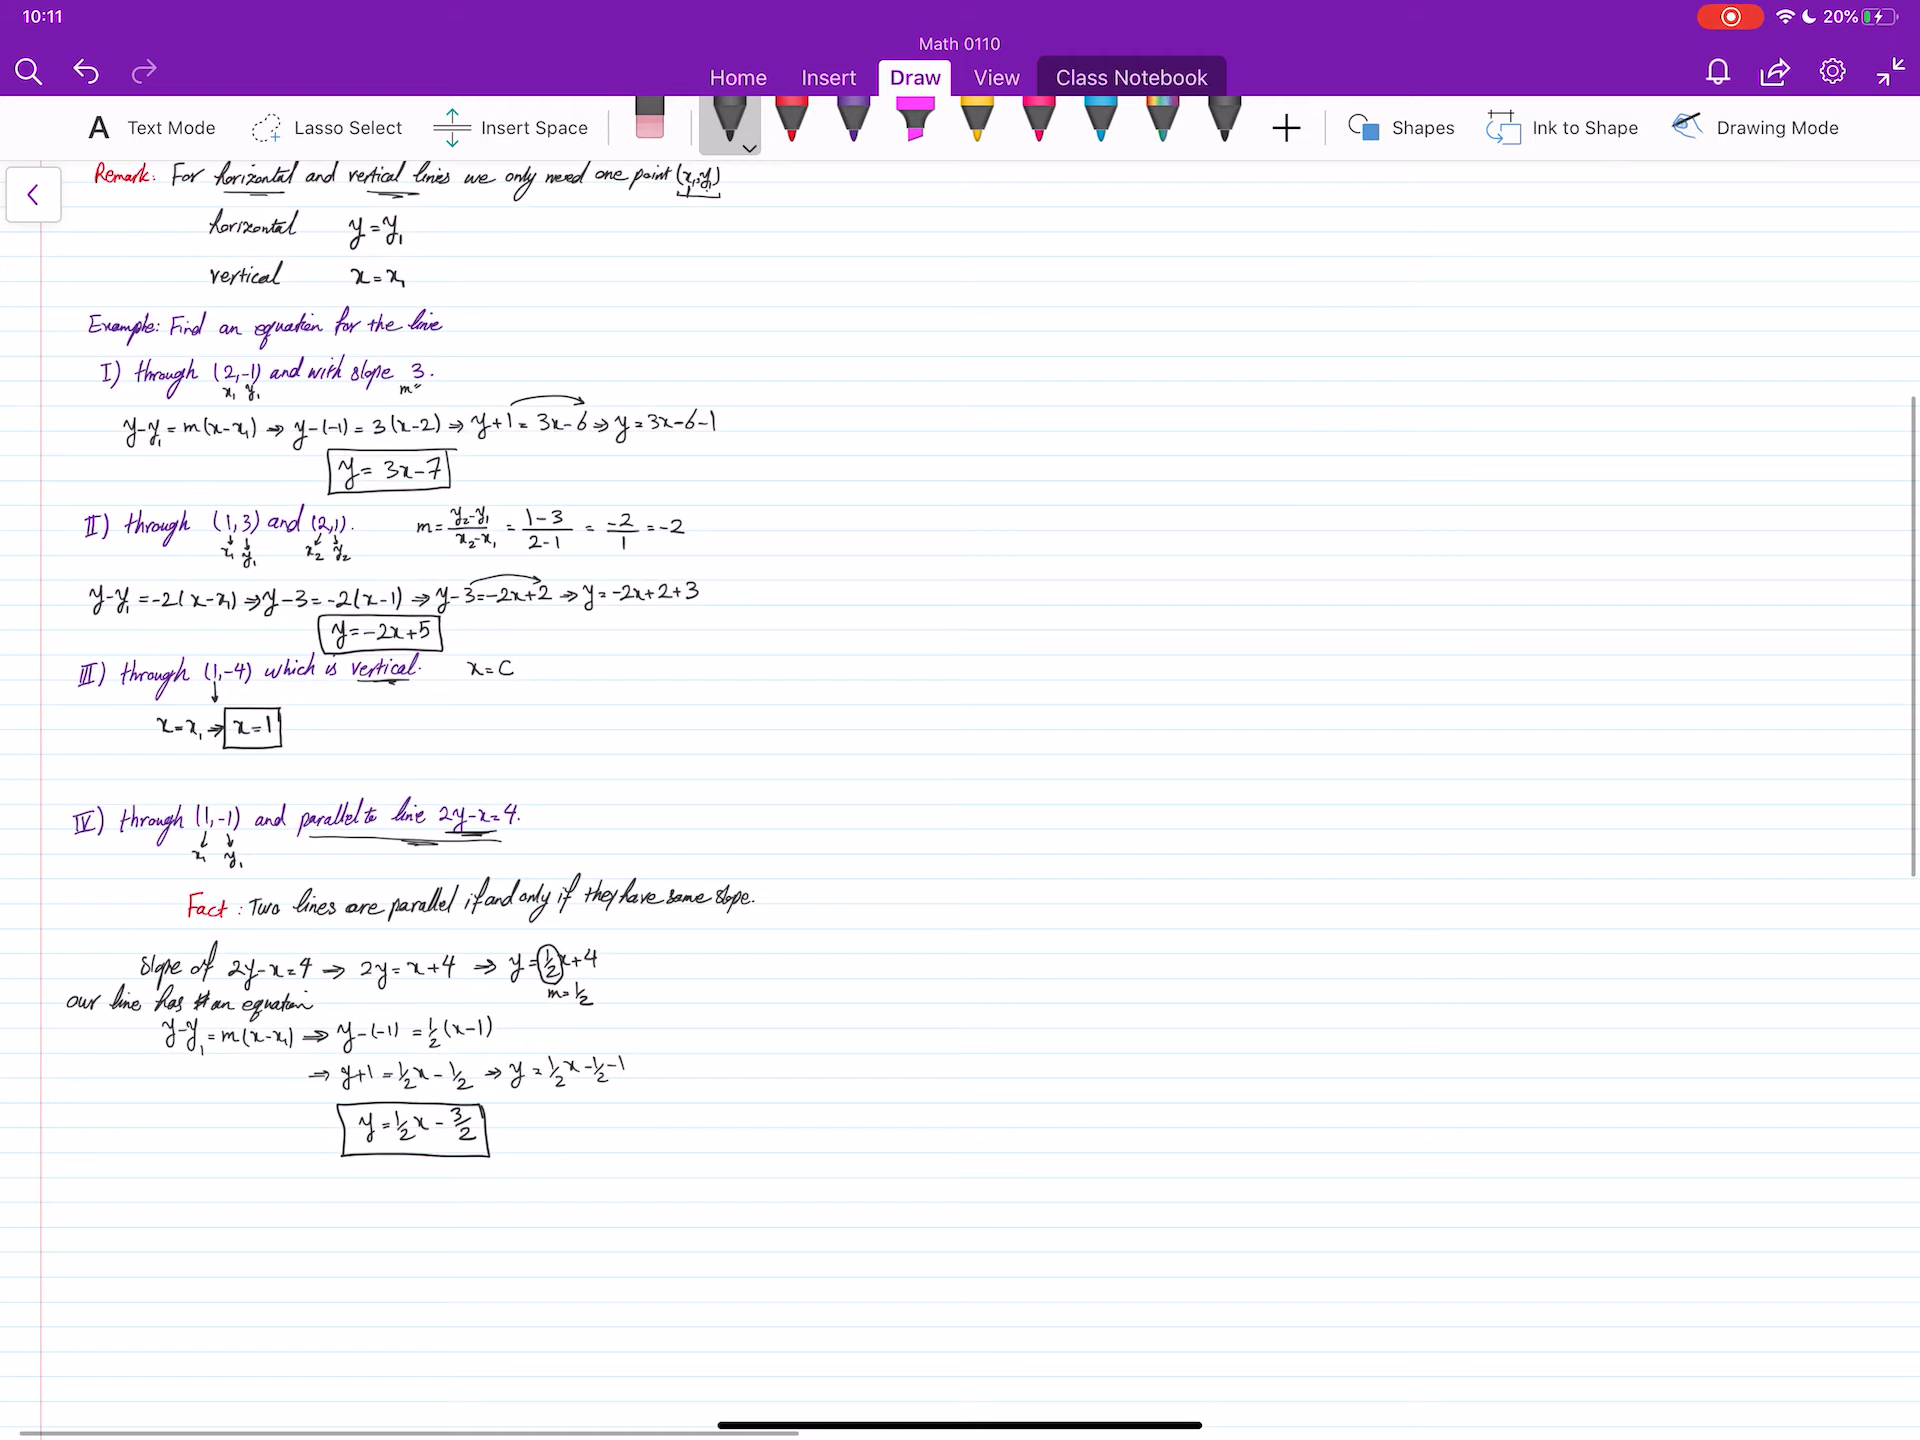 10:11
20%
Math 0110
Home Insert Draw View Class Notebook
A Text Mode Lasso Select Insert Space Shapes Ink to Shape Drawing Mode
Remark: For horizontal and vertical lines we only need one point (x₁,y₁)
horizontal y = y₁
vertical x = x₁
Example: Find an equation for the line
I) through (2,-1) and with slope 3.
x₁ y₁ m=
y-y₁ = m(x-x₁) ⇒ y-(-1) = 3(x-2) ⇒ y+1 = 3x-6 ⇒ y = 3x-6-1
y = 3x-7
II) through (1,3) and (2,1). m = y₂-y₁/x₂-x₁ = 1-3/2-1 = -2/1 = -2
x₁ y₁ x₂ y₂
y-y₁ = -2(x-x₁) ⇒ y-3 = -2(x-1) ⇒ y-3 = -2x+2 ⇒ y = -2x+2+3
y = -2x+5
III) through (1,-4) which is vertical. x = C
x = x₁ ⇒ x = 1
IV) through (1,-1) and parallel to line 2y-x=4.
x₁ y₁
Fact: Two lines are parallel if and only if they have same slope.
Slope of 2y-x=4 ⇒ 2y = x+4 ⇒ y = 1/2x+4
m = 1/2
our line has an equation
y-y₁ = m(x-x₁) ⇒ y-(-1) = 1/2(x-1)
⇒ y+1 = 1/2x - 1/2 ⇒ y = 1/2x - 1/2 - 1
y = 1/2x - 3/2